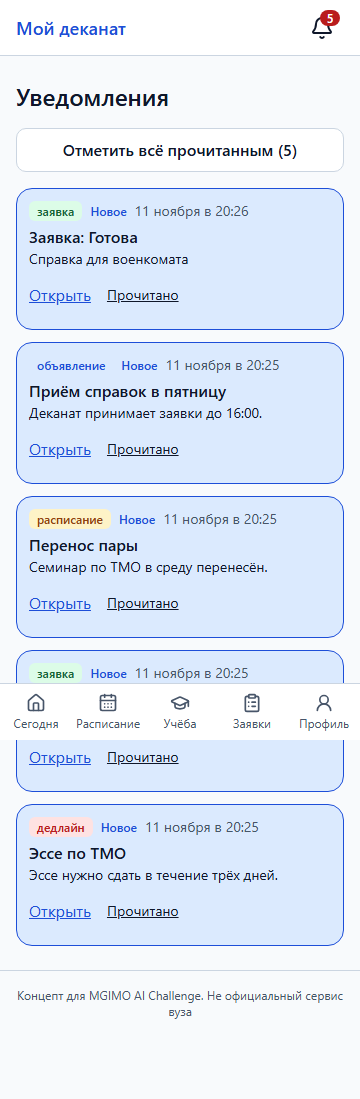 Мой деканат
5
Уведомления
Отметить всё прочитанным (5)
заявка Новое 11 ноября в 20:26
Заявка: Готова
Справка для военкомата
Открыть Прочитано
объявление Новое 11 ноября в 20:25
Приём справок в пятницу
Деканат принимает заявки до 16:00.
Открыть Прочитано
расписание Новое 11 ноября в 20:25
Перенос пары
Семинар по ТМО в среду перенесён.
Открыть Прочитано
заявка Новое 11 ноября в 20:25
Сегодня Расписание Учёба Заявки Профиль
Открыть Прочитано
дедлайн Новое 11 ноября в 20:25
Эссе по ТМО
Эссе нужно сдать в течение трёх дней.
Открыть Прочитано
Концепт для MGIMO AI Challenge. Не официальный сервис
вуза